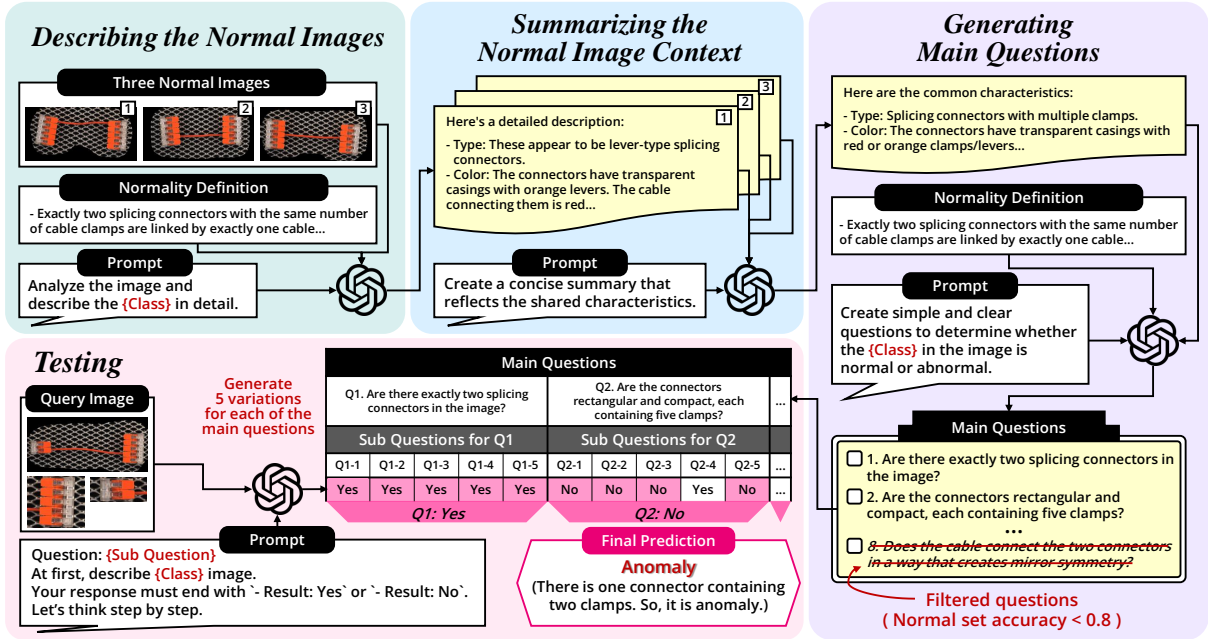 Describing the Normal Images
Three Normal Images
1
2
3
Normality Definition
- Exactly two splicing connectors with the same number
of cable clamps are linked by exactly one cable...
Prompt
Analyze the image and
describe the {Class} in detail.
Summarizing the
Normal Image Context
3
2
1
Here's a detailed description:
- Type: These appear to be lever-type splicing
connectors.
- Color: The connectors have transparent
casings with orange levers. The cable
connecting them is red...
Prompt
Create a concise summary that
reflects the shared characteristics.
Generating
Main Questions
Here are the common characteristics:
- Type: Splicing connectors with multiple clamps.
- Color: The connectors have transparent casings with
red or orange clamps/levers...
Normality Definition
- Exactly two splicing connectors with the same number
of cable clamps are linked by exactly one cable...
Prompt
Create simple and clear
questions to determine whether
the {Class} in the image is
normal or abnormal.
Main Questions
1. Are there exactly two splicing connectors in
the image?
2. Are the connectors rectangular and
compact, each containing five clamps?
...
8. Does the cable connect the two connectors
in a way that creates mirror symmetry?
Filtered questions
( Normal set accuracy < 0.8 )
Testing
Query Image
Generate
5 variations
for each of the
main questions
Prompt
Question: {Sub Question}
At first, describe {Class} image.
Your response must end with `- Result: Yes` or `- Result: No`.
Let's think step by step.
Main Questions
Q1. Are there exactly two splicing
connectors in the image?
Q2. Are the connectors
rectangular and compact, each
containing five clamps?
...
Sub Questions for Q1
Sub Questions for Q2
Q1-1 Q1-2 Q1-3 Q1-4 Q1-5 Q2-1 Q2-2 Q2-3 Q2-4 Q2-5 ...
Yes Yes Yes Yes Yes No No No Yes No ...
Q1: Yes
Q2: No
Final Prediction
Anomaly
(There is one connector containing
two clamps. So, it is anomaly.)